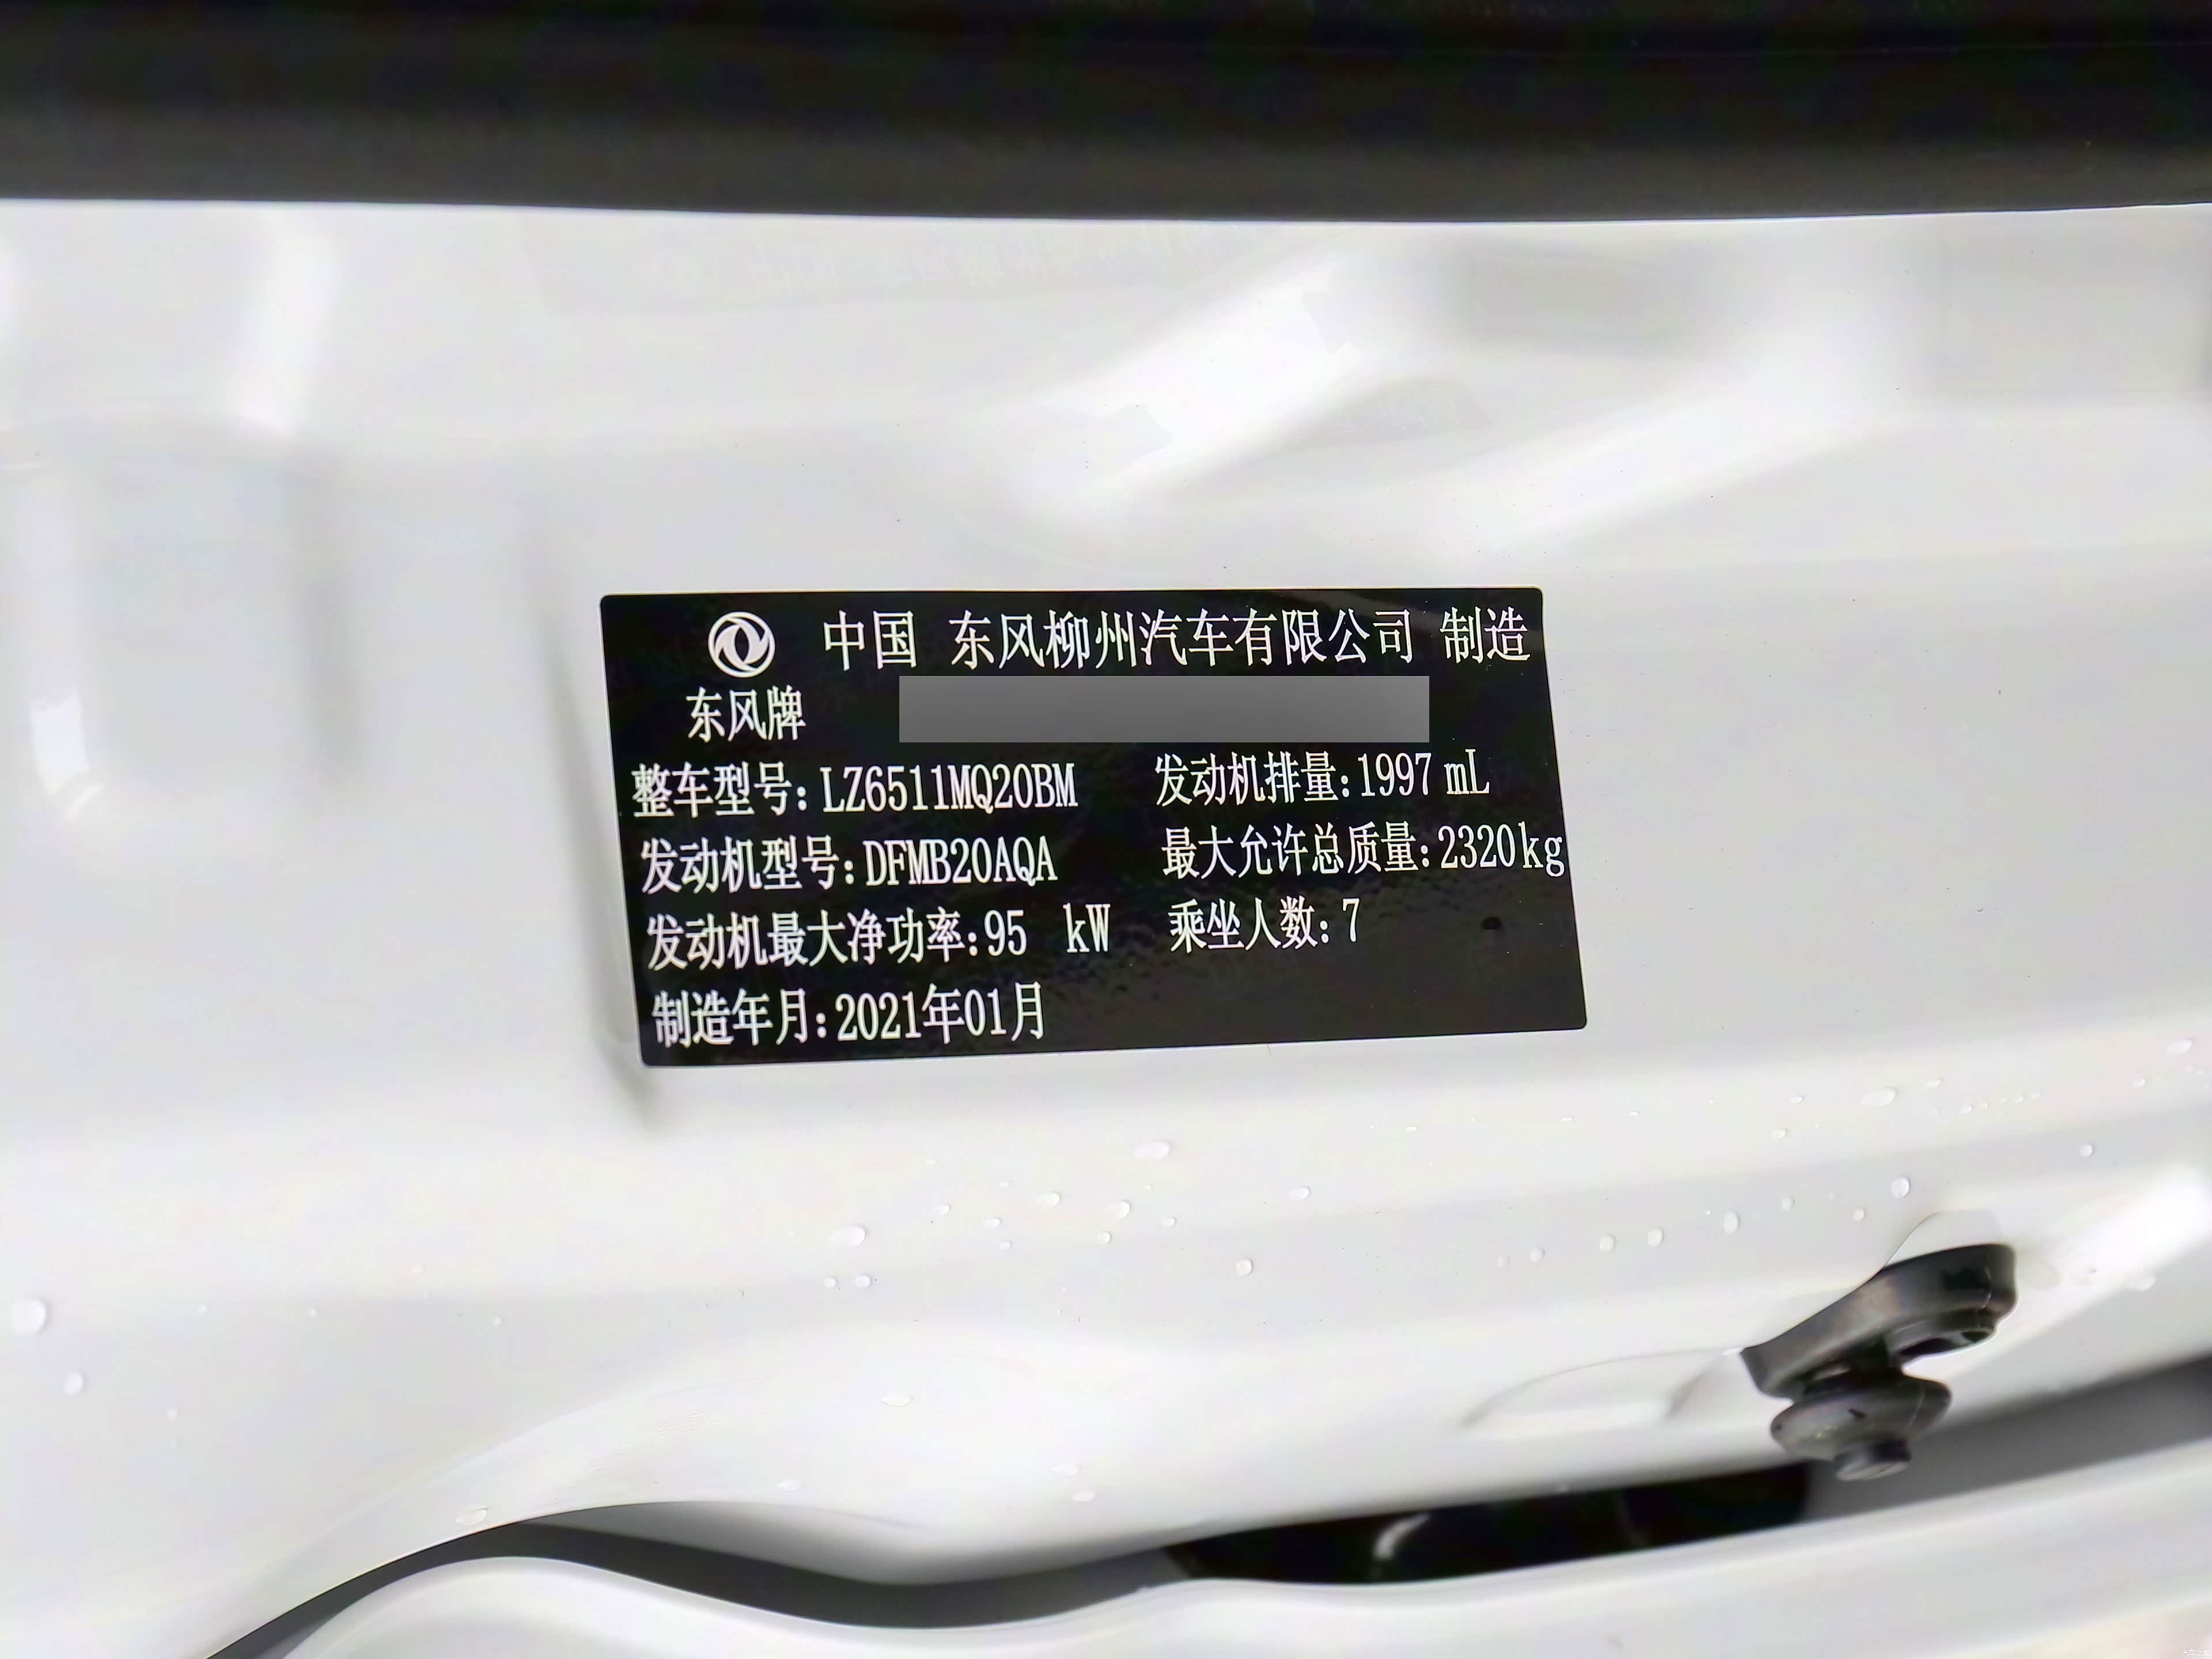 中国 东风柳州汽车有限公司 制造
东风牌
整车型号：LZ6511MQ20BM 发动机排量：1997 mL
发动机型号：DFMB20AQA 最大允许总质量：2320kg
发动机最大净功率：95 kW 乘坐人数：7
制造年月：2021年01月